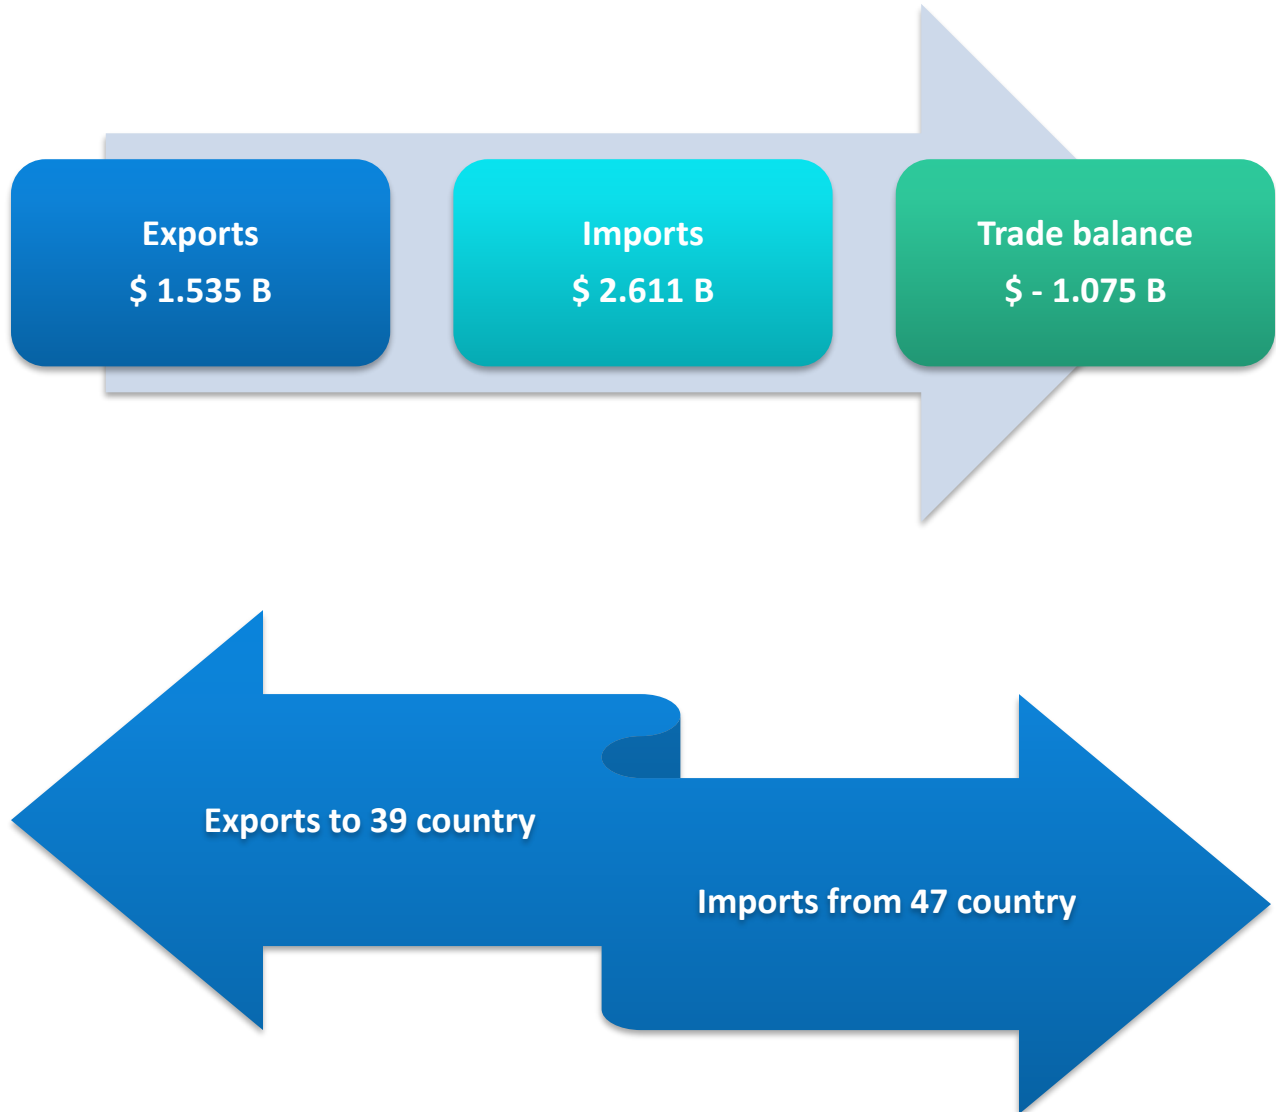 Exports
$ 1.535 B
Imports
$ 2.611 B
Trade balance
$ - 1.075 B
Exports to 39 country
Imports from 47 country